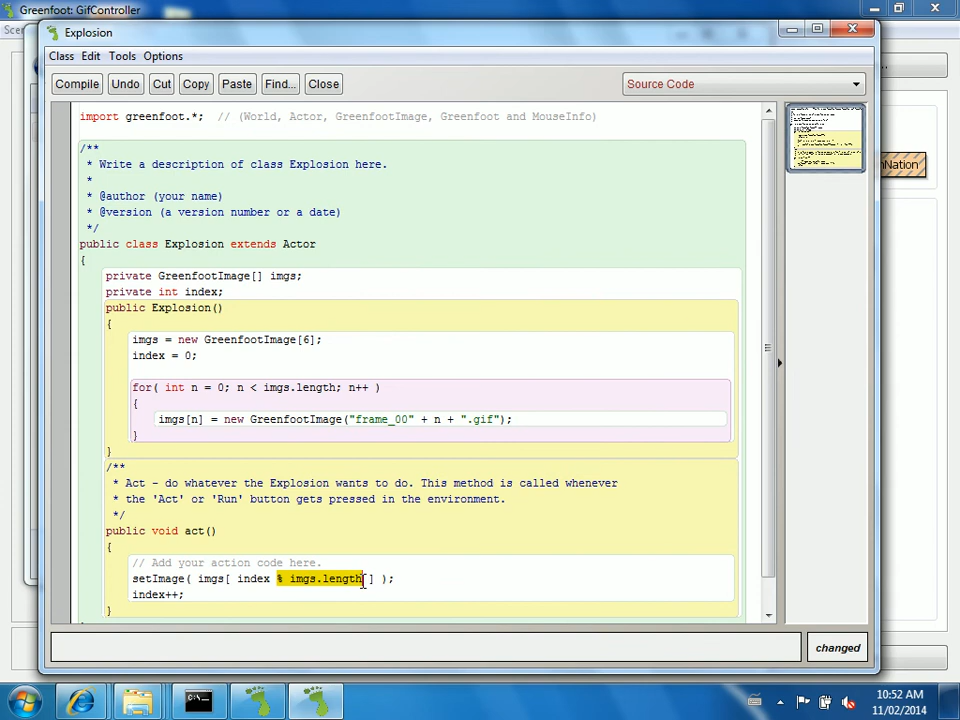 Greenfoot: GifController
Scen
Explosion
Class Edit Tools Options
Compile Undo Cut Copy Paste Find... Close Source Code
import greenfoot.*;  // (World, Actor, GreenfootImage, Greenfoot and MouseInfo)
/**
 * Write a description of class Explosion here.
 *
 * @author (your name)
 * @version (a version number or a date)
 */
public class Explosion extends Actor
{
private GreenfootImage[] imgs;
private int index;
public Explosion()
{
imgs = new GreenfootImage[6];
index = 0;
for( int n = 0; n < imgs.length; n++ )
{
imgs[n] = new GreenfootImage("frame_00" + n + ".gif");
}
}
/**
 * Act - do whatever the Explosion wants to do. This method is called whenever
 * the 'Act' or 'Run' button gets pressed in the environment.
 */
public void act()
{
// Add your action code here.
setImage( imgs[ index % imgs.length ] );
index++;
}
changed
nNation
10:52 AM
11/02/2014